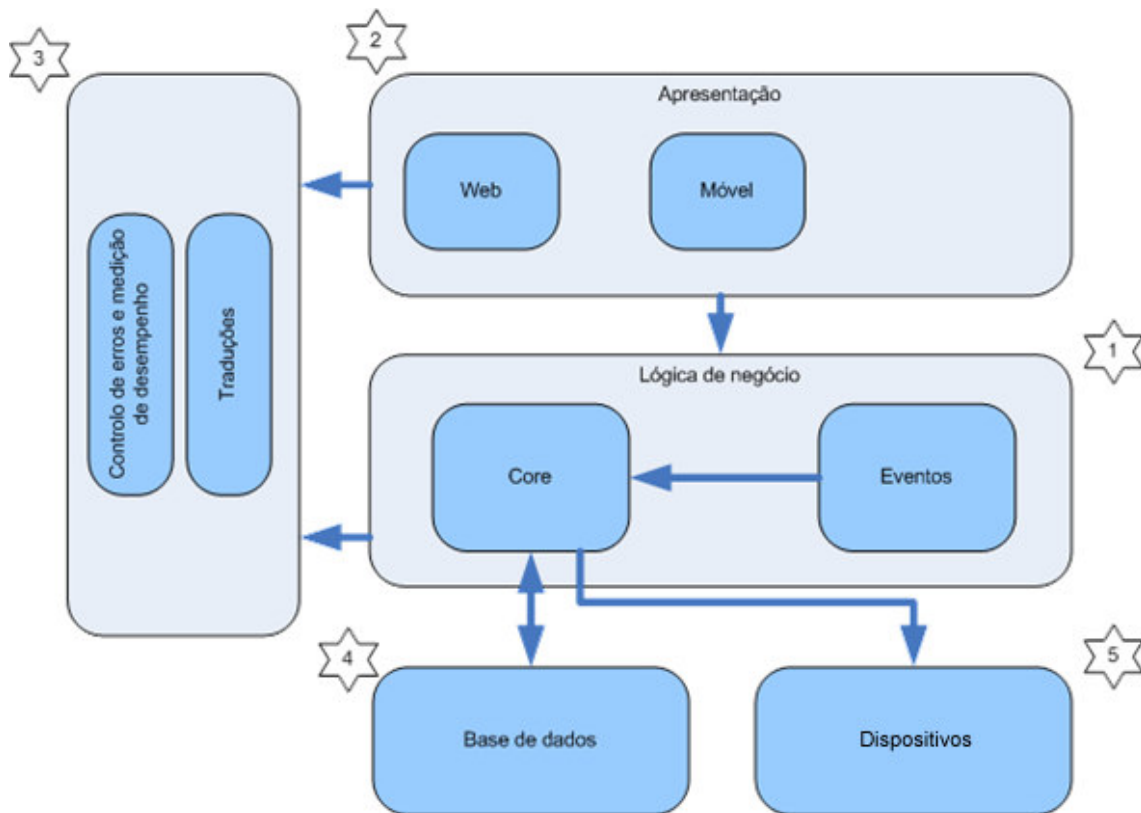 3
2
Apresentação
Web
Móvel
Controlo de erros e medição
de desempenho
Traduções
1
Lógica de negócio
Core
Eventos
4
5
Base de dados
Dispositivos